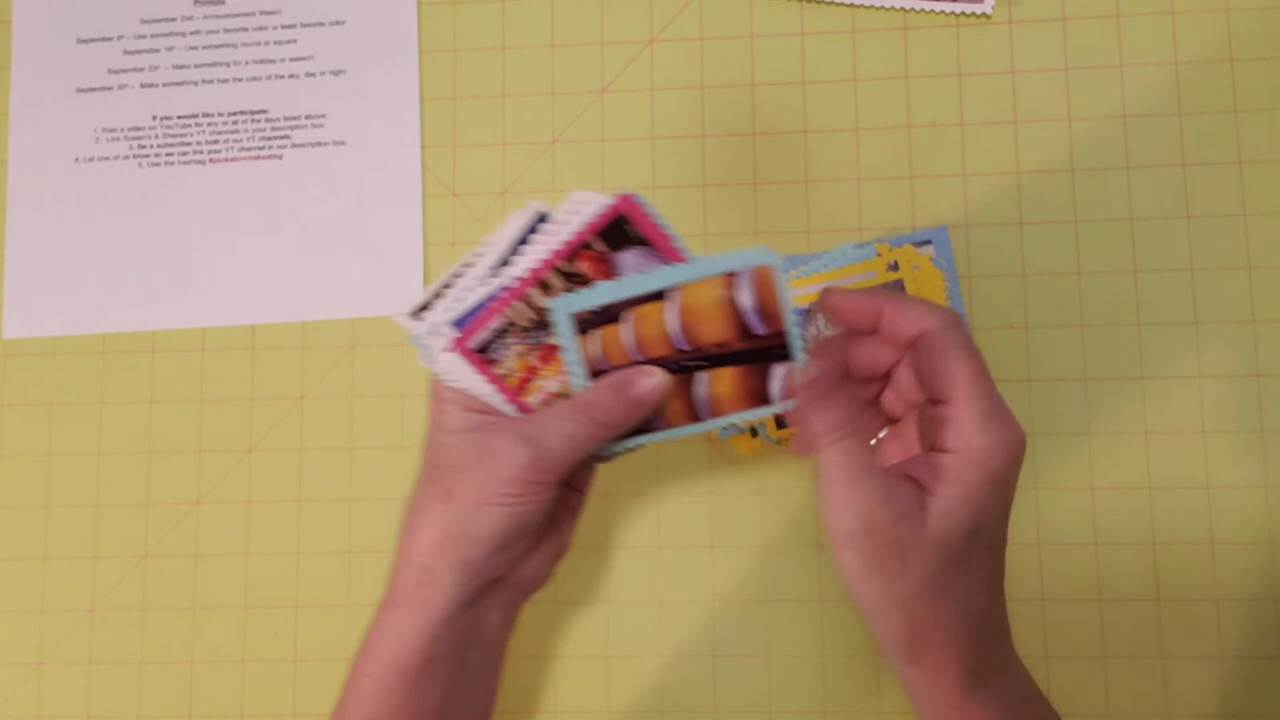 Prompts
September 2nd – Announcement Video!
September 9th – Use something with your favorite color or least favorite color
September 16th – Use something round or square
September 23rd – Make something for a holiday or season
September 30th – Make something that has the color of the sky, day or night
If you would like to participate:
1. Post a video on YouTube for any or all of the days listed above;
2. Link Susan's & Sheree's YT channels in your description box;
3. Be a subscriber to both of our YT channels;
4. Let one of us know so we can link your YT channel in our description box;
5. Use the hashtag